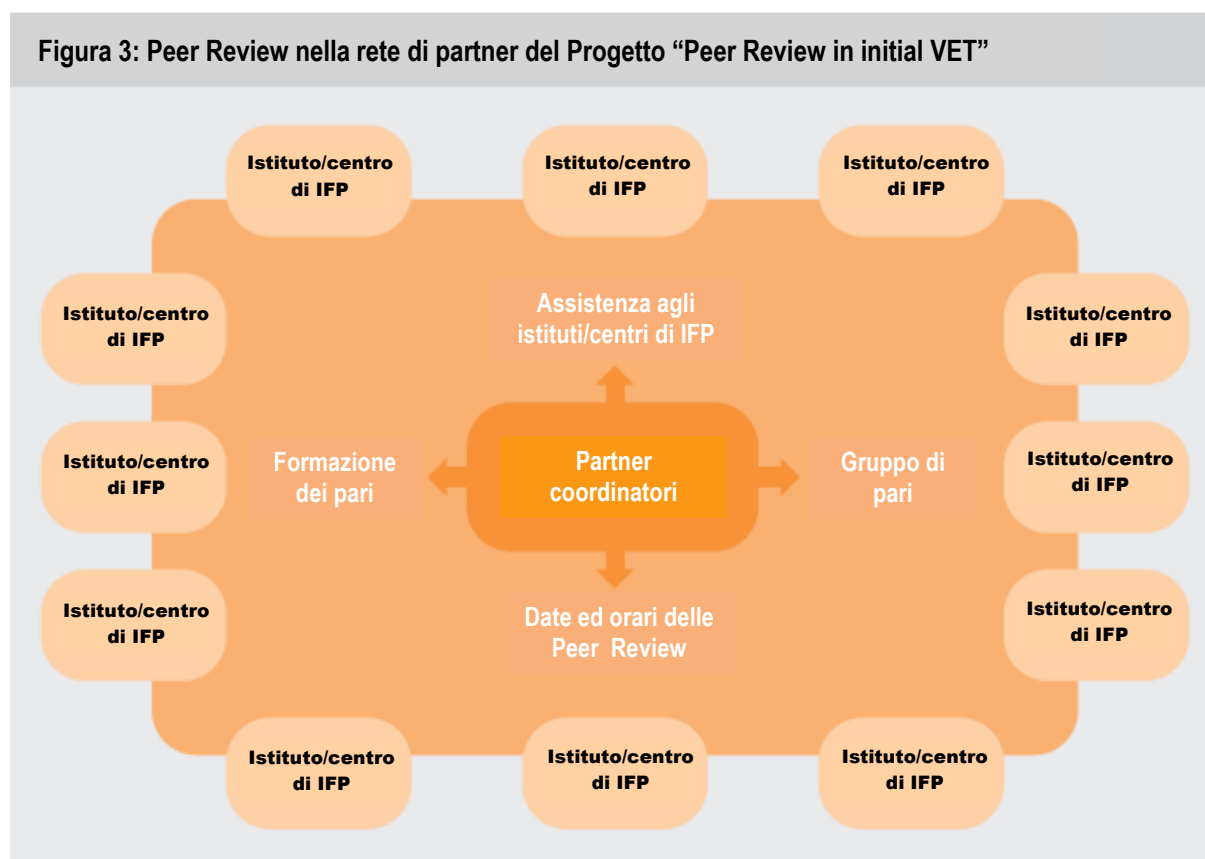 Figura 3: Peer Review nella rete di partner del Progetto “Peer Review in initial VET”
Istituto/centro
di IFP
Istituto/centro
di IFP
Istituto/centro
di IFP
Istituto/centro
di IFP
Assistenza agli
istituti/centri di IFP
Istituto/centro
di IFP
Istituto/centro
di IFP
Formazione
dei pari
Partner
coordinatori
Gruppo di
pari
Istituto/centro
di IFP
Istituto/centro
di IFP
Date ed orari delle
Peer Review
Istituto/centro
di IFP
Istituto/centro
di IFP
Istituto/centro
di IFP
Istituto/centro
di IFP